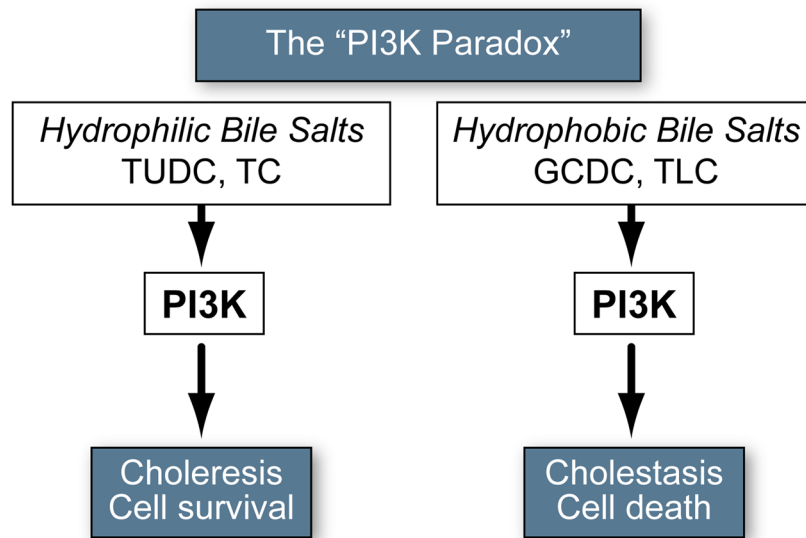 The “PI3K Paradox”
Hydrophilic Bile Salts
TUDC, TC
Hydrophobic Bile Salts
GCDC, TLC
PI3K
PI3K
Choleresis
Cell survival
Cholestasis
Cell death